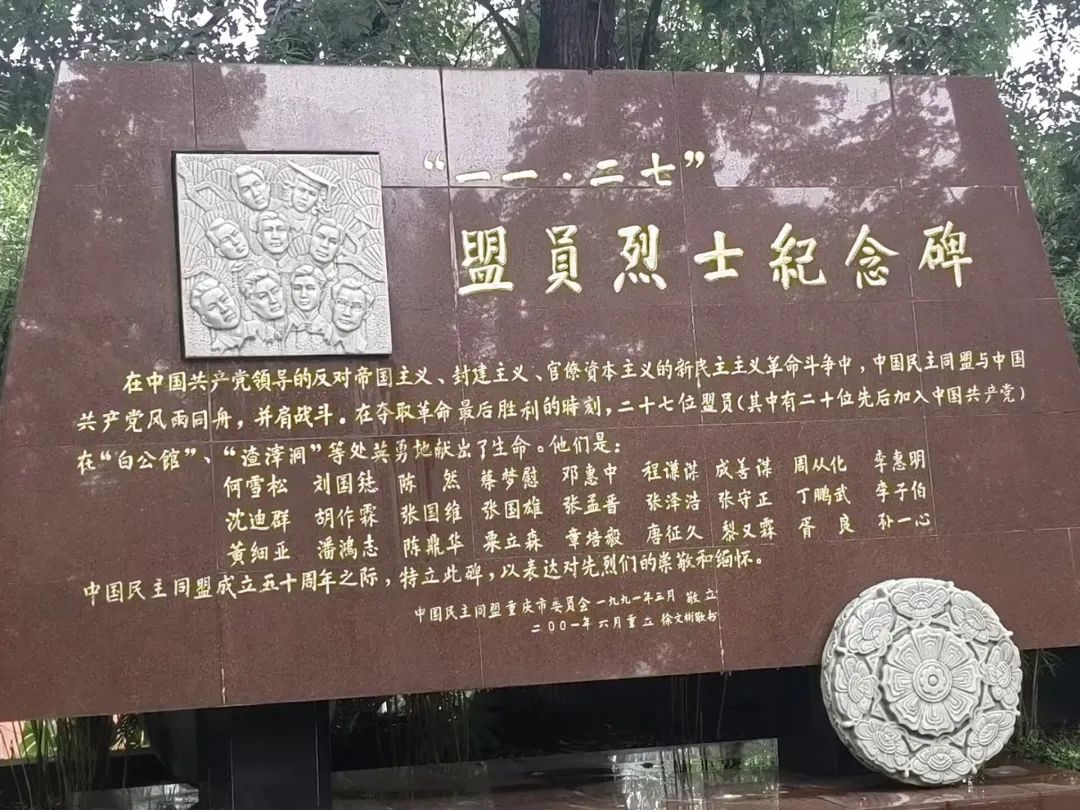 “一一·二七”
盟員烈士紀念碑
在中国共产党领导的反对帝国主义、封建主义、官僚资本主义的新民主主义革命斗争中，中国民主同盟与中国
共产党风雨同舟，并肩战斗。在夺取革命最后胜利的時刻，二十七位盟员（其中有二十位先后加入中国共产党）
在“白公館”、“渣滓洞”等处英勇地献出了生命。他们是：
何雪松 刘国鋕 陈 然 蔡梦慰 邓惠中 程谦谋 成善谋 周从化 李惠明
沈迪群 胡作霖 张国维 张国雄 张孟晋 张泽浩 张守正 丁鹏武 李子伯
黄细亚 潘鸿志 陈鼎华 栗立森 章培毅 唐征久 黎又霖 胥 良 孙一心
中国民主同盟成立五十周年之际，特立此碑，以表达对先烈们的崇敬和缅怀。
中国民主同盟重庆市委员会一九九一年三月 敬立
二〇〇一年六月重立 徐文彬敬书